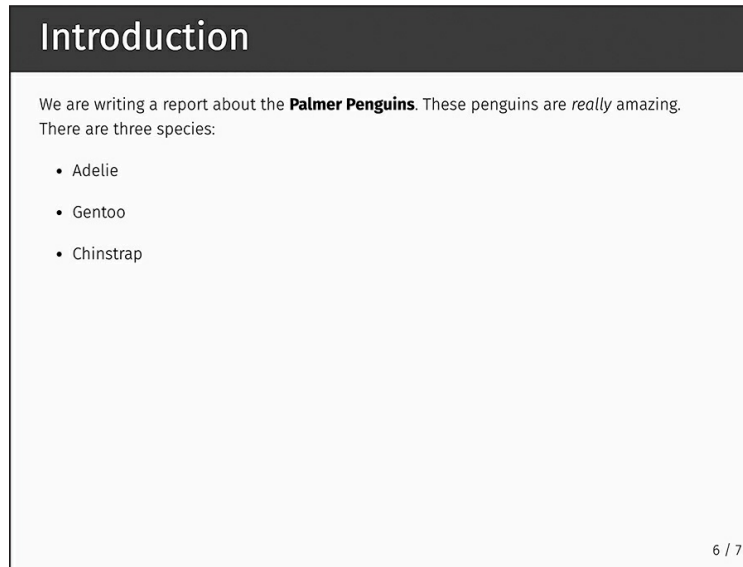 Introduction
We are writing a report about the Palmer Penguins. These penguins are really amazing.
There are three species:
• Adelie
• Gentoo
• Chinstrap
6 / 7